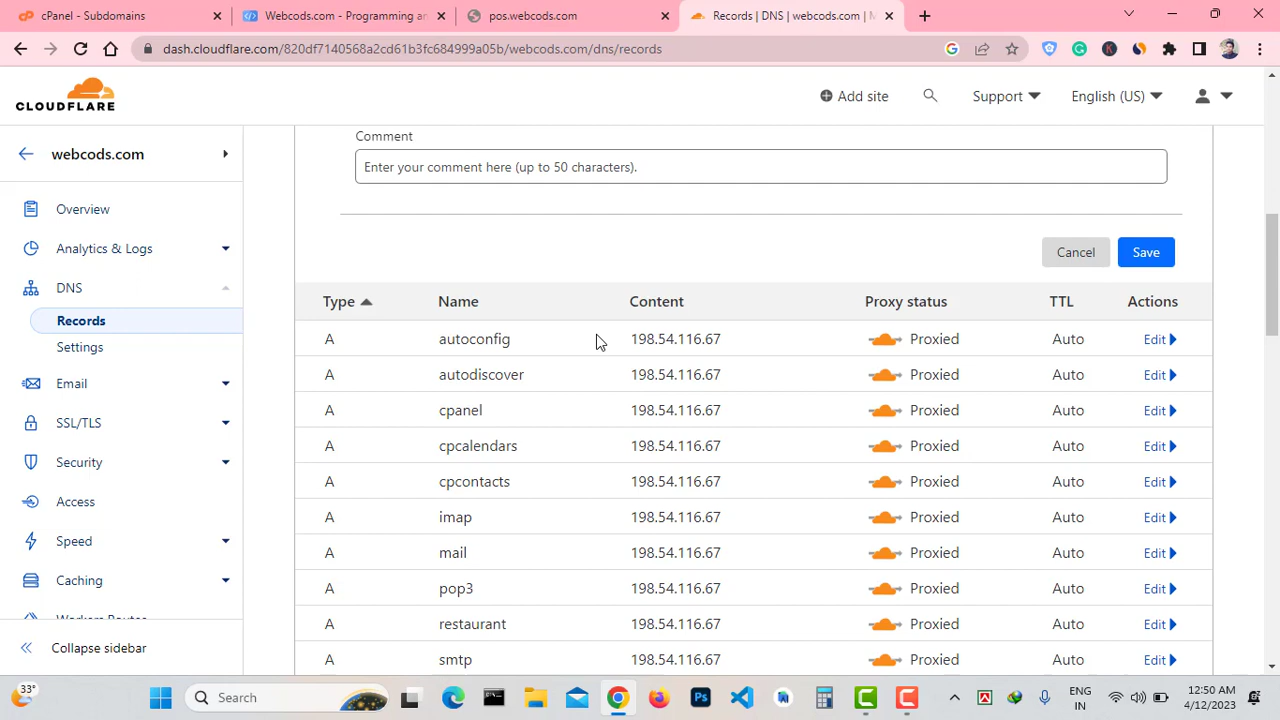 cPanel - Subdomains
Webcods.com - Programming an
pos.webcods.com
Records | DNS | webcods.com | M
dash.cloudflare.com/820df7140568a2cd61b3fc684999a05b/webcods.com/dns/records
CLOUDFLARE
Add site
Support
English (US)
webcods.com
Overview
Analytics & Logs
DNS
Records
Settings
Email
SSL/TLS
Security
Access
Speed
Caching
Workers Routes
Collapse sidebar
Comment
Enter your comment here (up to 50 characters).
Cancel
Save
Type Name Content Proxy status TTL Actions
A autoconfig 198.54.116.67 Proxied Auto Edit
A autodiscover 198.54.116.67 Proxied Auto Edit
A cpanel 198.54.116.67 Proxied Auto Edit
A cpcalendars 198.54.116.67 Proxied Auto Edit
A cpcontacts 198.54.116.67 Proxied Auto Edit
A imap 198.54.116.67 Proxied Auto Edit
A mail 198.54.116.67 Proxied Auto Edit
A pop3 198.54.116.67 Proxied Auto Edit
A restaurant 198.54.116.67 Proxied Auto Edit
A smtp 198.54.116.67 Proxied Auto Edit
33°
Search
Ps
ENG
IN
12:50 AM
4/12/2023